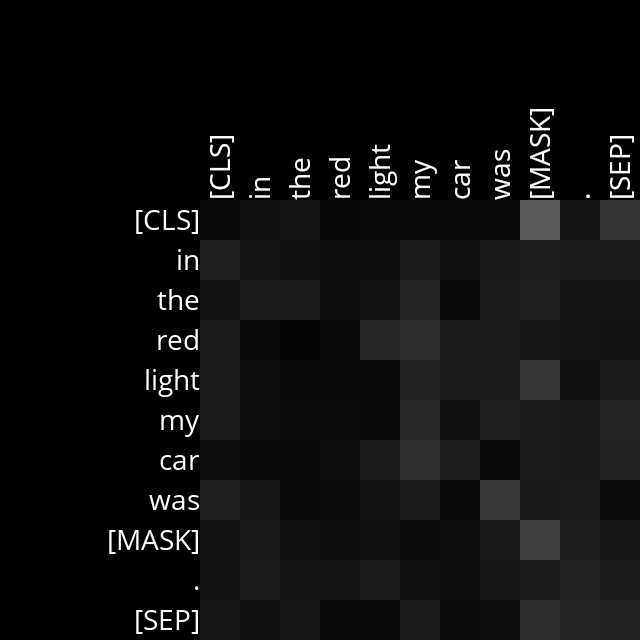 [CLS] in the red light my car was [MASK] . [SEP]
[CLS]
in
the
red
light
my
car
was
[MASK]
.
[SEP]